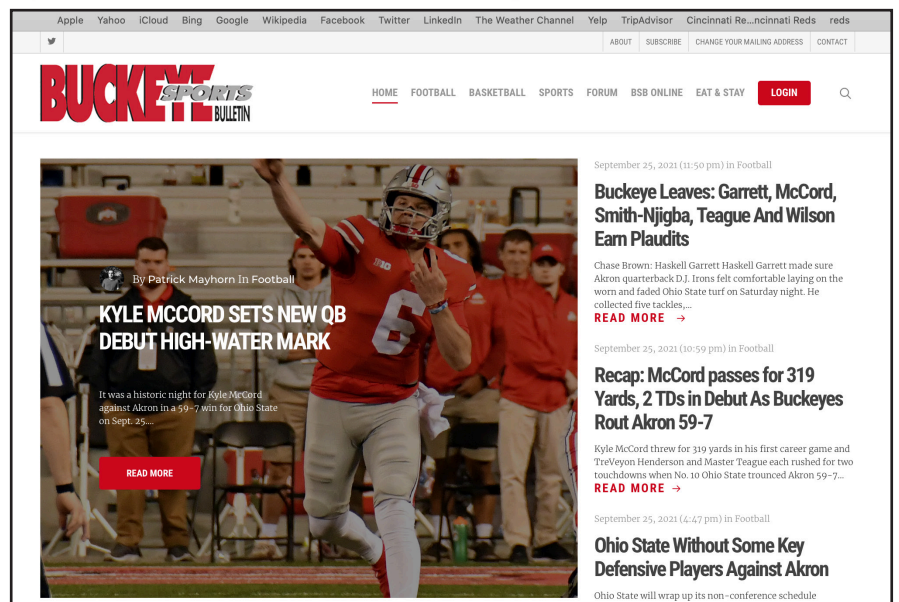 Apple Yahoo iCloud Bing Google Wikipedia Facebook Twitter LinkedIn The Weather Channel Yelp TripAdvisor Cincinnati Re...ncinnati Reds reds
ABOUT SUBSCRIBE CHANGE YOUR MAILING ADDRESS CONTACT
BUCKEYE
SPORTS
BULLETIN
HOME FOOTBALL BASKETBALL SPORTS FORUM BSB ONLINE EAT & STAY LOGIN
B1G
6
By Patrick Mayhorn In Football
KYLE MCCORD SETS NEW QB
DEBUT HIGH-WATER MARK
It was a historic night for Kyle McCord
against Akron in a 59-7 win for Ohio State
on Sept. 25....
READ MORE
September 25, 2021 (11:50 pm) in Football
Buckeye Leaves: Garrett, McCord,
Smith-Njigba, Teague And Wilson
Earn Plaudits
Chase Brown: Haskell Garrett Haskell Garrett made sure
Akron quarterback D.J. Irons felt comfortable laying on the
worn and faded Ohio State turf on Saturday night. He
collected five tackles,...
READ MORE →
September 25, 2021 (10:59 pm) in Football
Recap: McCord passes for 319
Yards, 2 TDs in Debut As Buckeyes
Rout Akron 59-7
Kyle McCord threw for 319 yards in his first career game and
TreVeyon Henderson and Master Teague each rushed for two
touchdowns when No. 10 Ohio State trounced Akron 59-7...
READ MORE →
September 25, 2021 (4:47 pm) in Football
Ohio State Without Some Key
Defensive Players Against Akron
Ohio State will wrap up its non-conference schedule